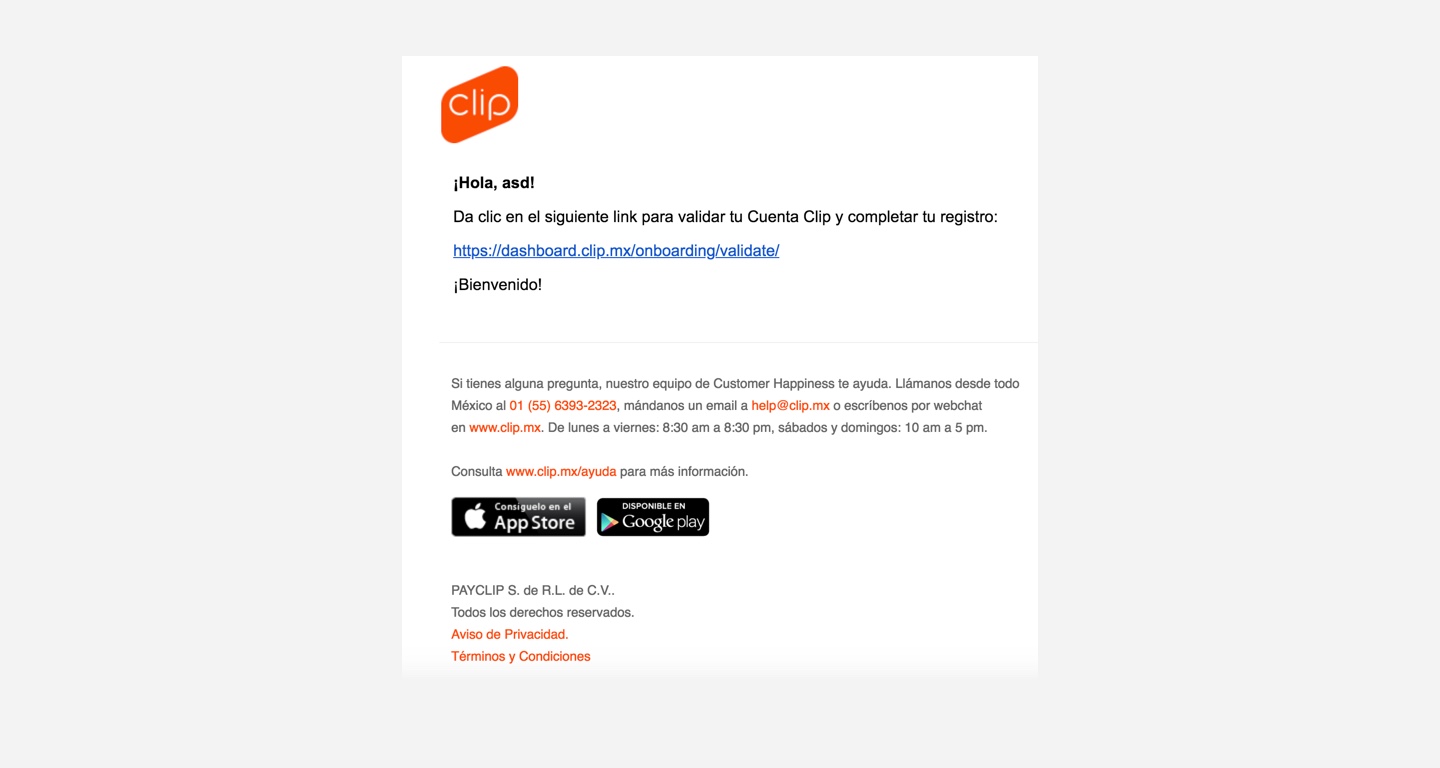 clip
¡Hola, asd!
Da clic en el siguiente link para validar tu Cuenta Clip y completar tu registro:
https://dashboard.clip.mx/onboarding/validate/
¡Bienvenido!
Si tienes alguna pregunta, nuestro equipo de Customer Happiness te ayuda. Llámanos desde todo
México al 01 (55) 6393-2323, mándanos un email a help@clip.mx o escríbenos por webchat
en www.clip.mx. De lunes a viernes: 8:30 am a 8:30 pm, sábados y domingos: 10 am a 5 pm.
Consulta www.clip.mx/ayuda para más información.
Consíguelo en el
App Store
DISPONIBLE EN
Google play
PAYCLIP S. de R.L. de C.V..
Todos los derechos reservados.
Aviso de Privacidad.
Términos y Condiciones